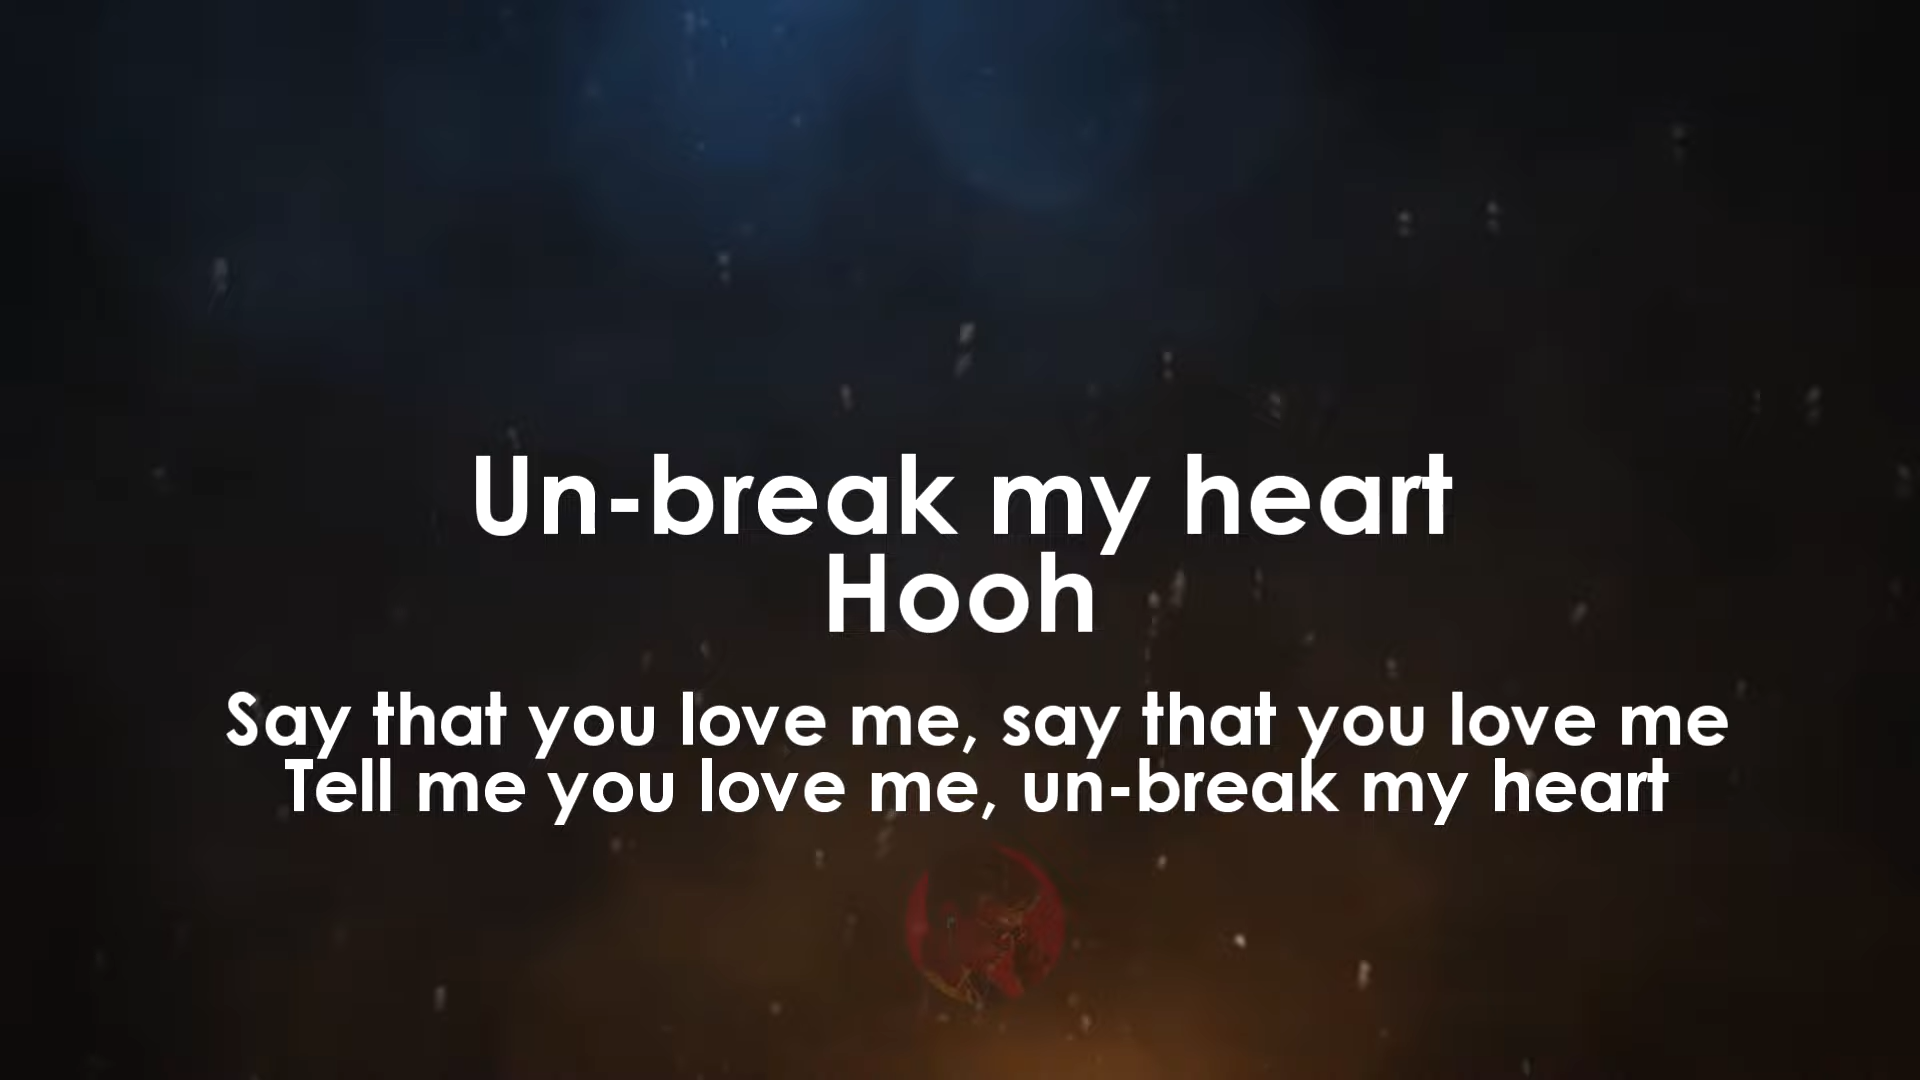 Un-break my heart
Hooh
Say that you love me, say that you love me
Tell me you love me, un-break my heart